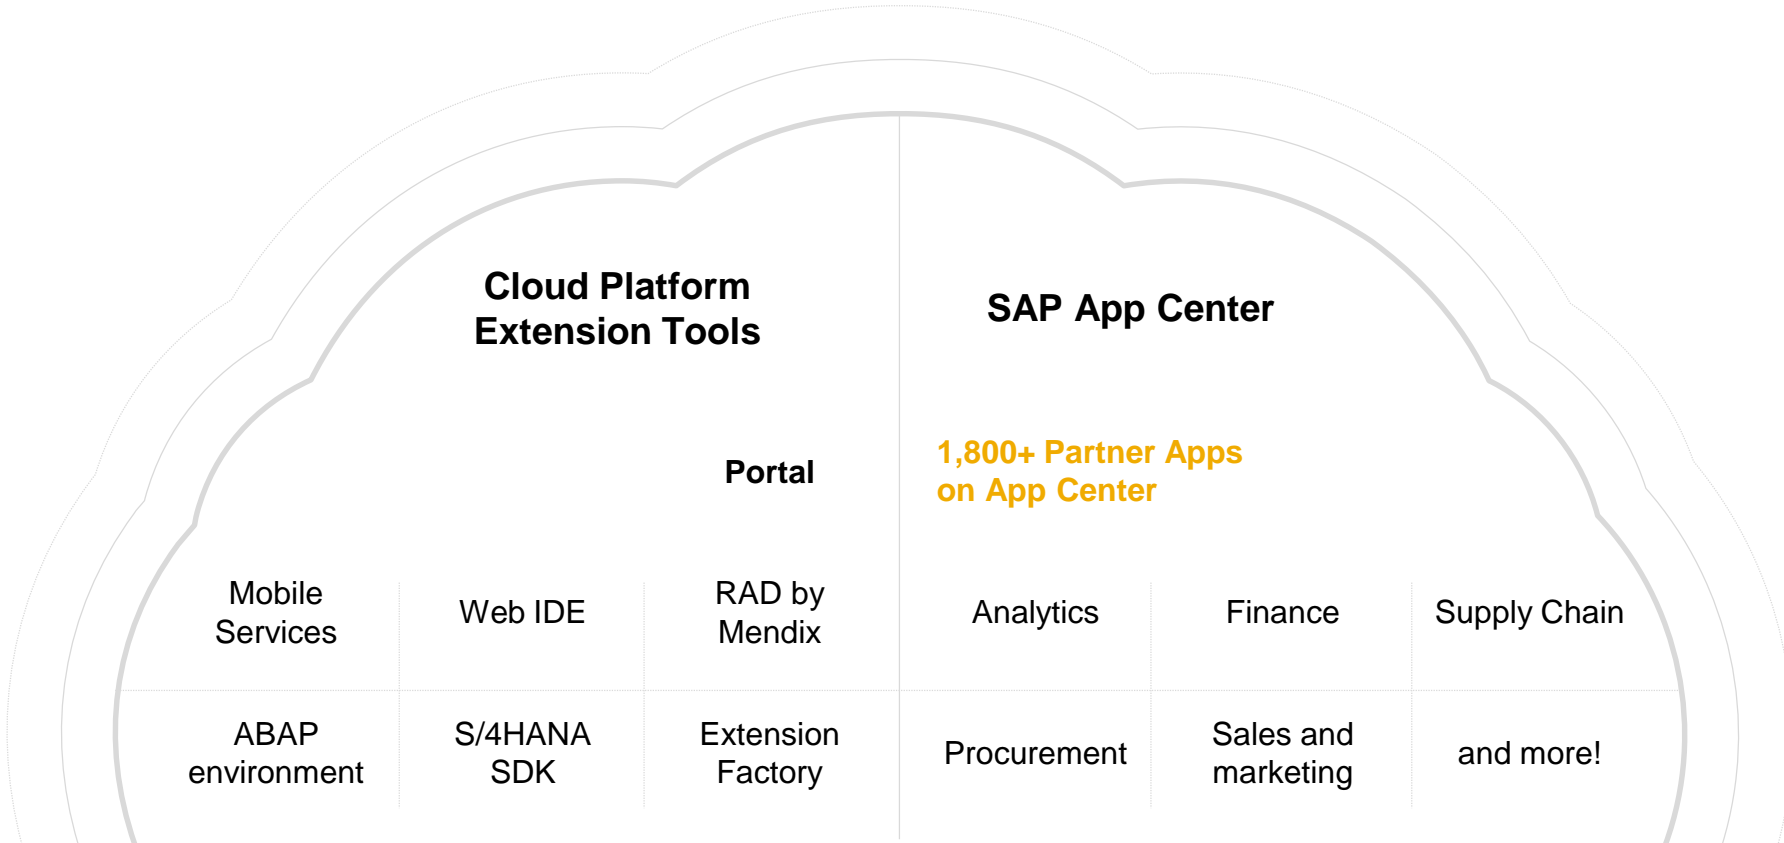 Cloud Platform
Extension Tools
SAP App Center
Portal
1,800+ Partner Apps
on App Center
Mobile
Services
Web IDE
RAD by
Mendix
Analytics
Finance
Supply Chain
ABAP
environment
S/4HANA
SDK
Extension
Factory
Procurement
Sales and
marketing
and more!